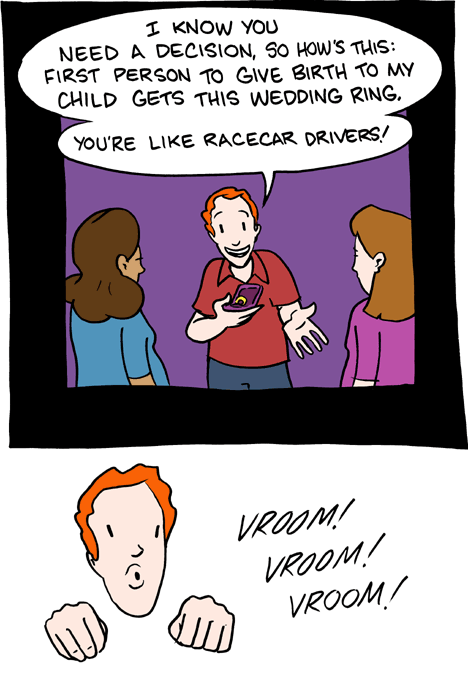 I KNOW YOU
NEED A DECISION, SO HOW'S THIS:
FIRST PERSON TO GIVE BIRTH TO MY
CHILD GETS THIS WEDDING RING.
YOU'RE LIKE RACECAR DRIVERS!
VROOM!
VROOM!
VROOM!